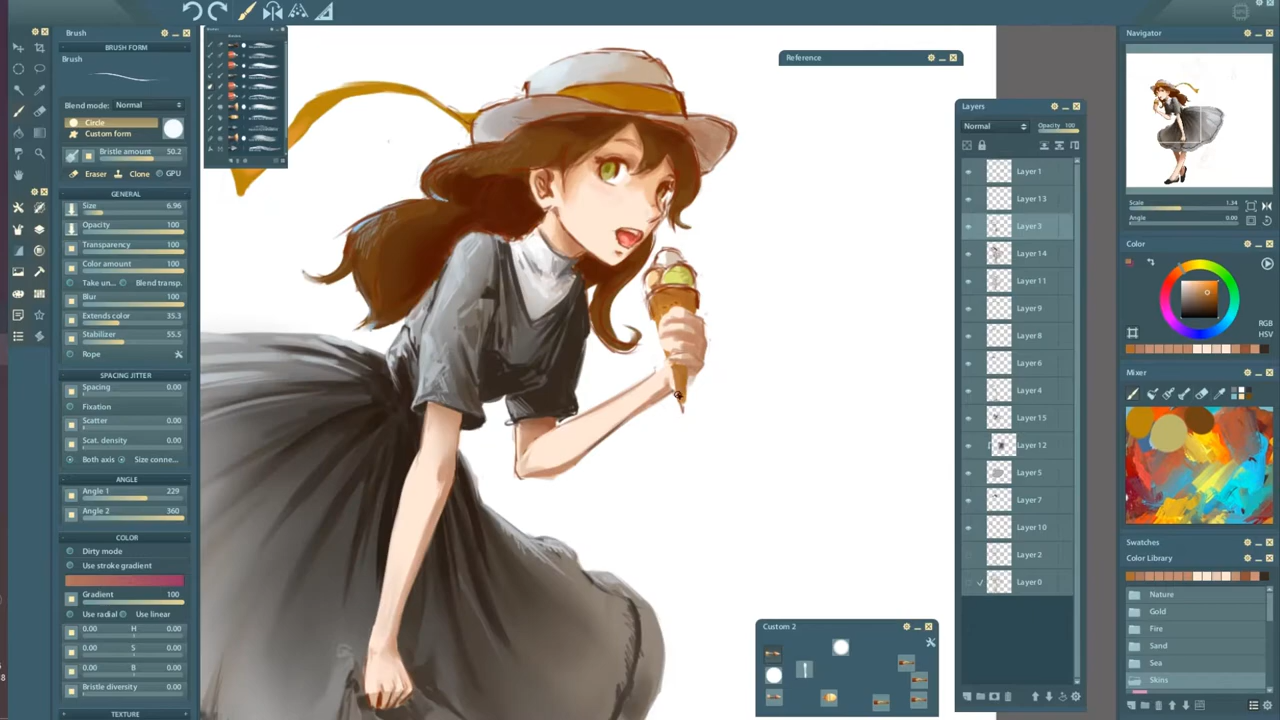 Brush
BRUSH FORM
Brush
Blend mode: Normal
Circle
Custom form
Bristle amount 50.2
Eraser Clone GPU
GENERAL
Size 6.96
Opacity 100
Transparency 100
Color amount 100
Take un... Blend transp.
Blur 100
Extends color 35.3
Stabilizer 55.5
Rope
SPACING JITTER
Spacing 0.00
Fixation
Scatter 0.00
Scat. density 0.00
Both axis Size conne...
ANGLE
Angle 1 229
Angle 2 360
COLOR
Dirty mode
Use stroke gradient
Gradient 100
Use radial Use linear
0.00 H 0.00
0.00 S 0.00
0.00 B 0.00
Bristle diversity 0.00
TEXTURE
Reference
Custom 2
Layers
Normal Opacity 100
Layer 1
Layer 13
Layer 3
Layer 14
Layer 11
Layer 9
Layer 8
Layer 6
Layer 4
Layer 15
Layer 12
Layer 5
Layer 7
Layer 10
Layer 2
Layer 0
Navigator
Scale 1.34
Angle 0.00
Color
RGB
HSV
Mixer
Swatches
Color Library
Nature
Gold
Fire
Sand
Sea
Skins